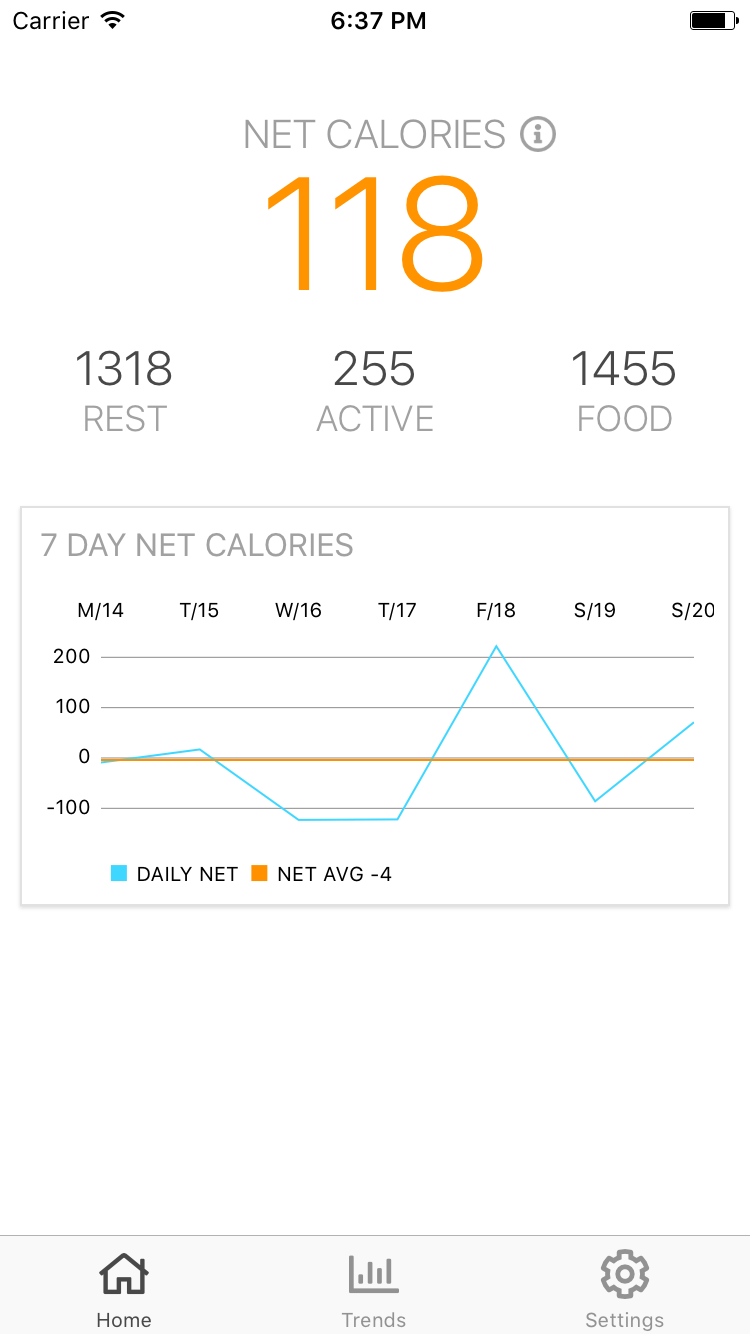 Carrier 6:37 PM
NET CALORIES
118
1318 255 1455
REST ACTIVE FOOD
7 DAY NET CALORIES
M/14 T/15 W/16 T/17 F/18 S/19 S/20
200
100
0
-100
DAILY NET NET AVG -4
Home Trends Settings